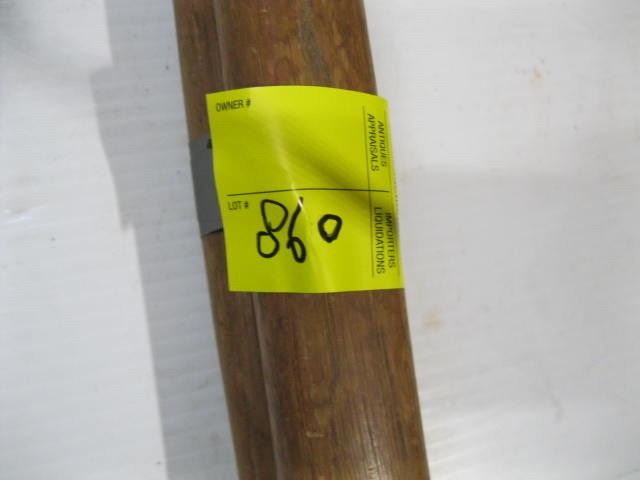 OWNER #
LOT # 860
ANTIQUES
APPRAISALS
IMPORTERS
LIQUIDATIONS